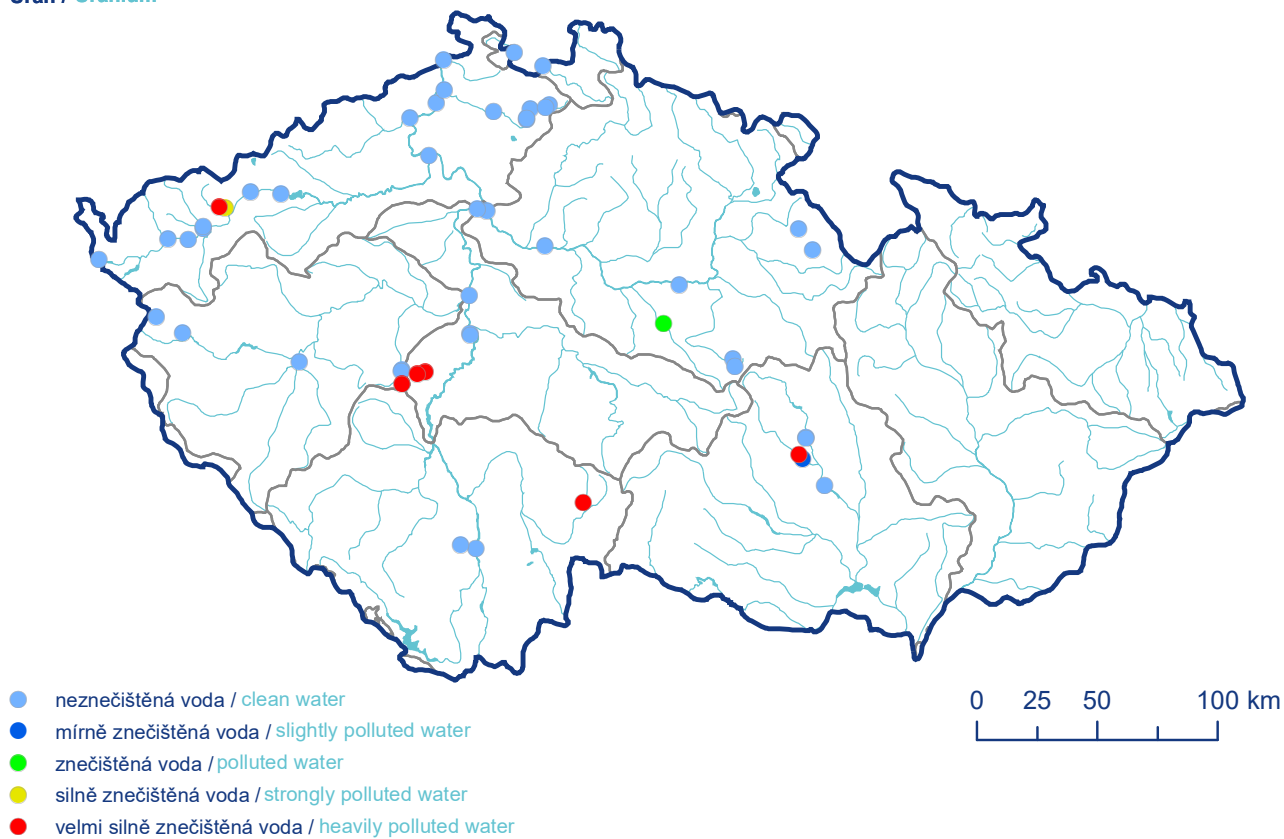 neznečištěná voda / clean water
mírně znečištěná voda / slightly polluted water
znečištěná voda / polluted water
silně znečištěná voda / strongly polluted water
velmi silně znečištěná voda / heavily polluted water
0 25 50 100 km